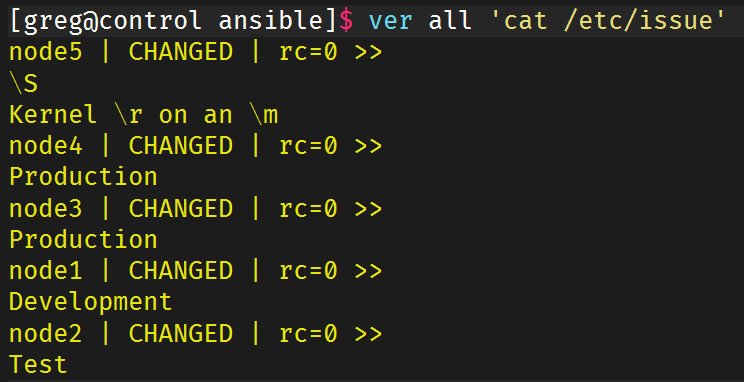 [greg@control ansible]$ ver all 'cat /etc/issue'
node5 | CHANGED | rc=0 >>
\S
Kernel \r on an \m
node4 | CHANGED | rc=0 >>
Production
node3 | CHANGED | rc=0 >>
Production
node1 | CHANGED | rc=0 >>
Development
node2 | CHANGED | rc=0 >>
Test